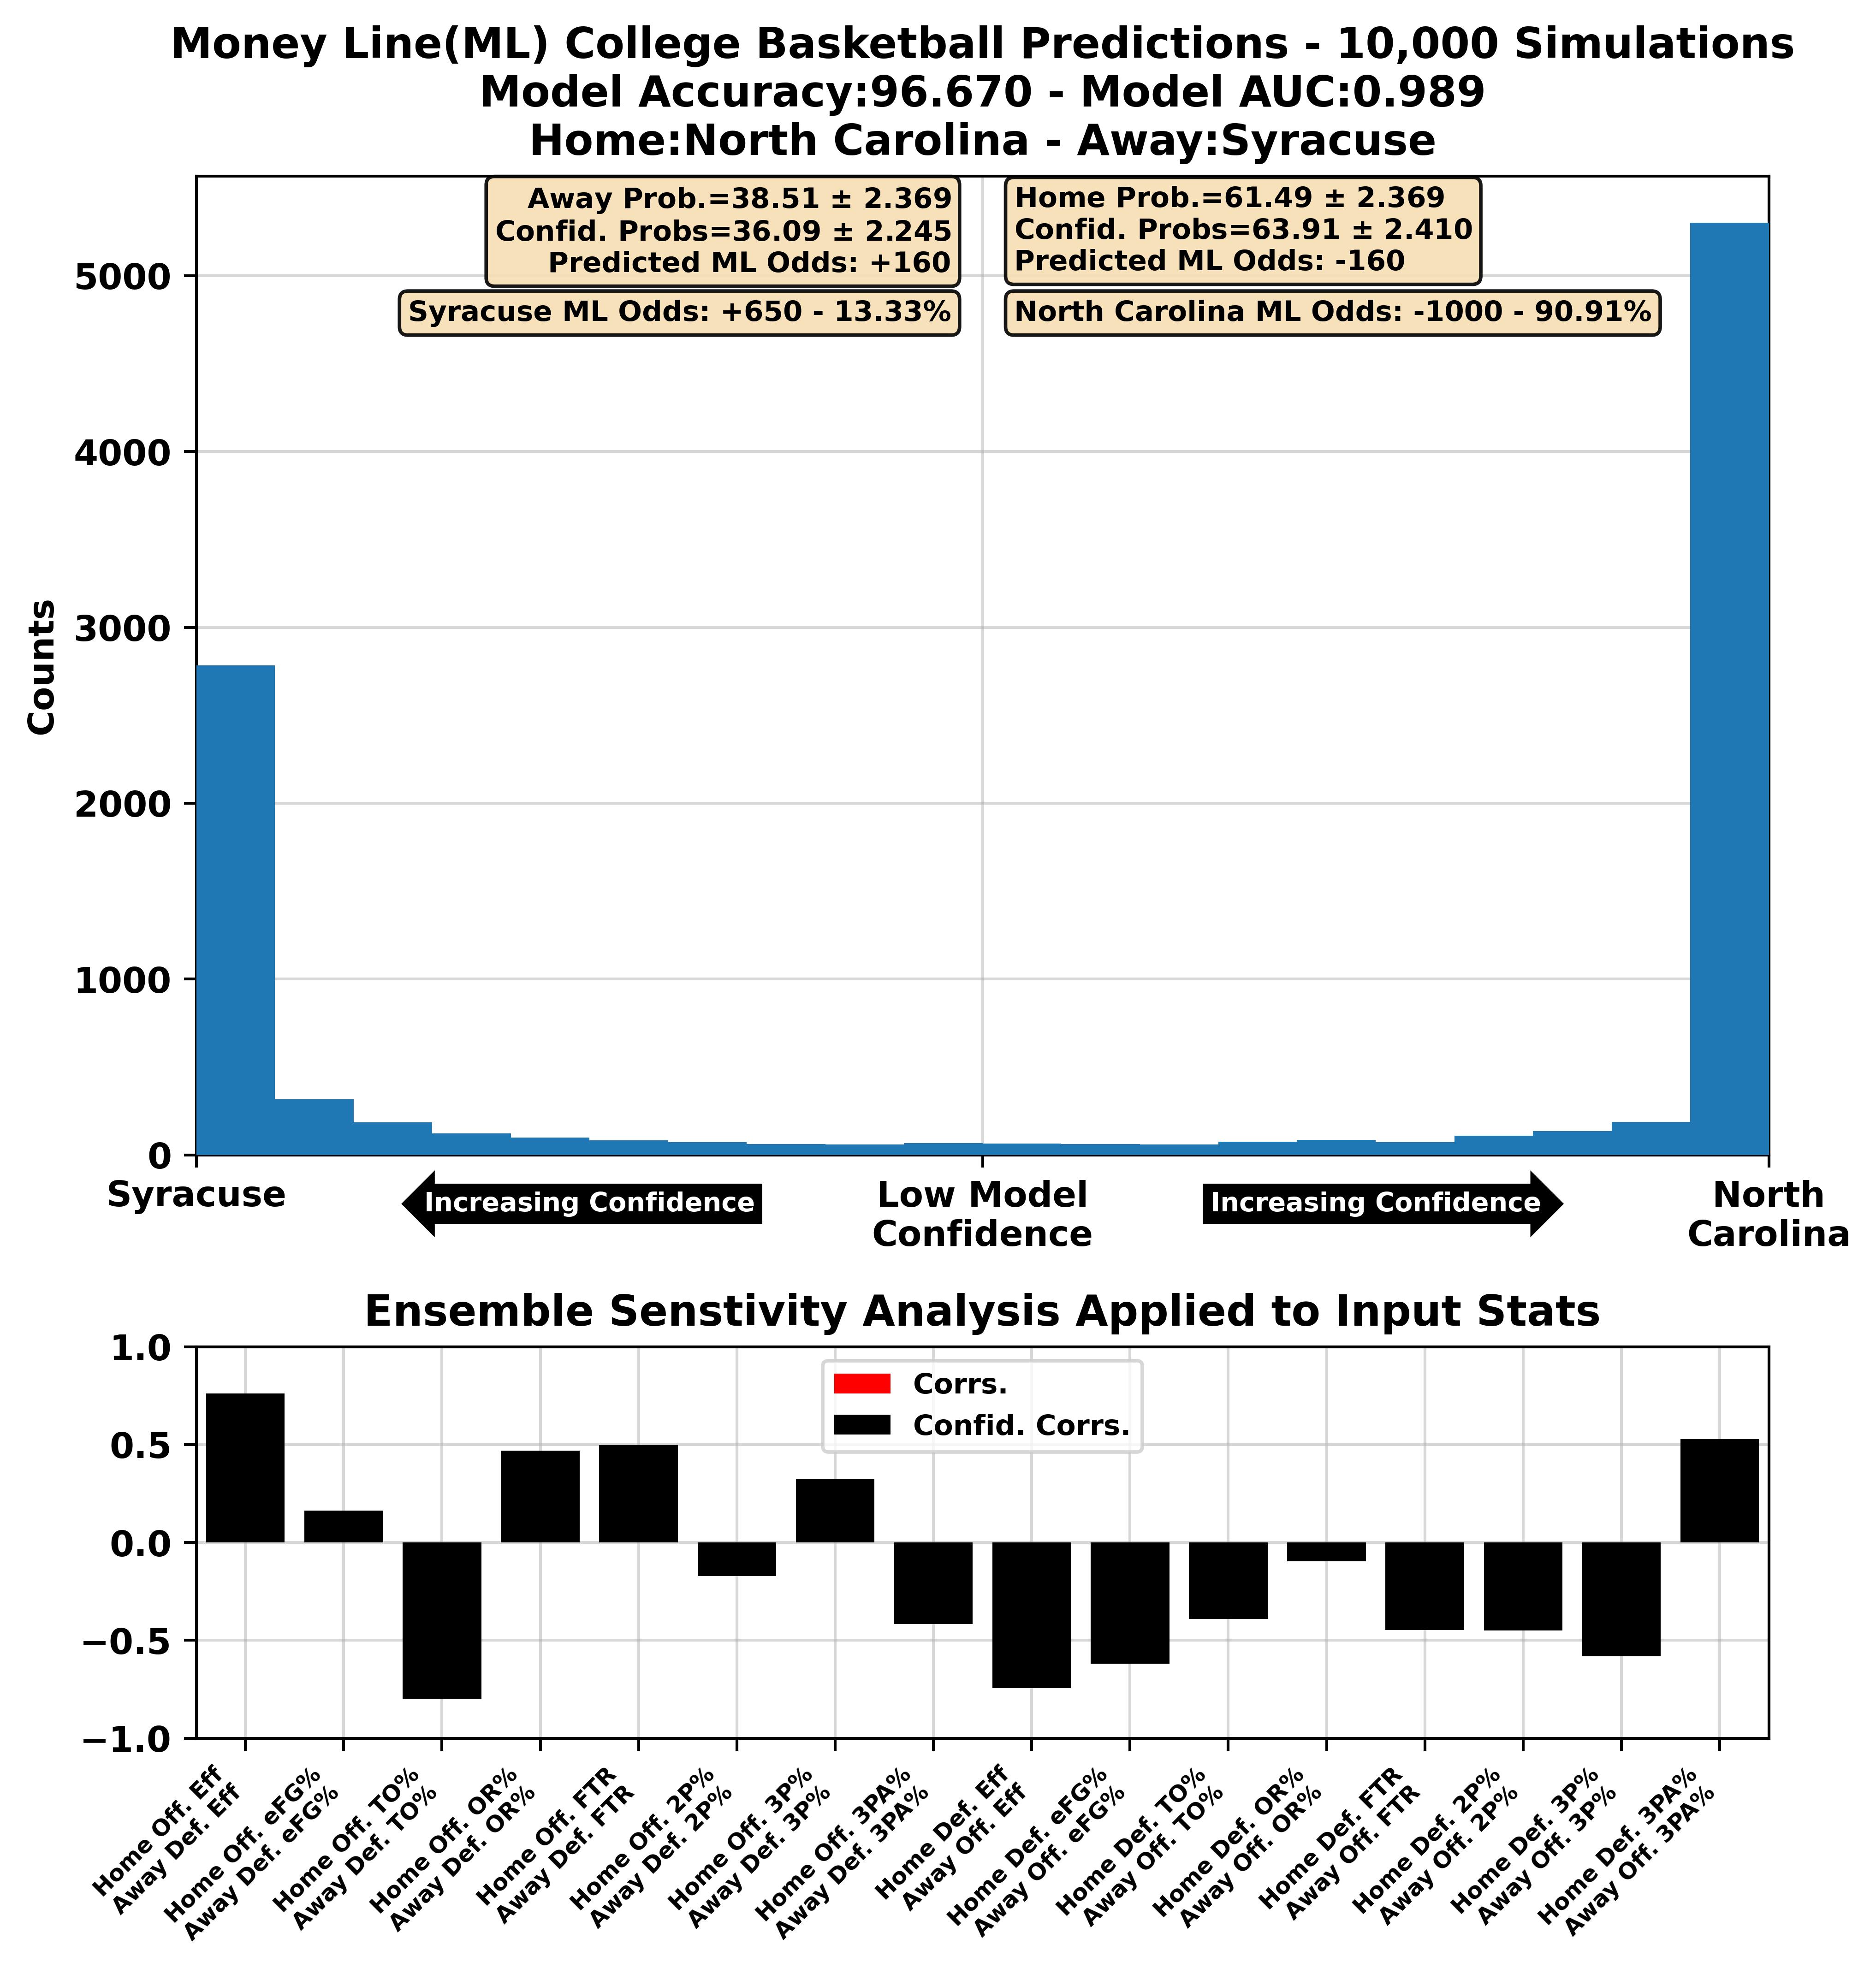 Money Line(ML) College Basketball Predictions - 10,000 Simulations
Model Accuracy:96.670 - Model AUC:0.989
Home:North Carolina - Away:Syracuse
Away Prob.=38.51 ± 2.369
Confid. Probs=36.09 ± 2.245
Predicted ML Odds: +160
Syracuse ML Odds: +650 - 13.33%
Home Prob.=61.49 ± 2.369
Confid. Probs=63.91 ± 2.410
Predicted ML Odds: -160
North Carolina ML Odds: -1000 - 90.91%
Counts
5000
4000
3000
2000
1000
0
Syracuse
Increasing Confidence
Low Model
Confidence
Increasing Confidence
North
Carolina
Ensemble Senstivity Analysis Applied to Input Stats
Corrs.
Confid. Corrs.
1.0
0.5
0.0
−0.5
−1.0
Home Off. Eff
Away Def. Eff
Home Off. eFG%
Away Def. eFG%
Home Off. TO%
Away Def. TO%
Home Off. OR%
Away Def. OR%
Home Off. FTR
Away Def. FTR
Home Off. 2P%
Away Def. 2P%
Home Off. 3P%
Away Def. 3P%
Home Off. 3PA%
Away Def. 3PA%
Home Def. Eff
Away Off. Eff
Home Def. eFG%
Away Off. eFG%
Home Def. TO%
Away Off. TO%
Home Def. OR%
Away Off. OR%
Home Def. FTR
Away Off. FTR
Home Def. 2P%
Away Off. 2P%
Home Def. 3P%
Away Off. 3P%
Home Def. 3PA%
Away Off. 3PA%